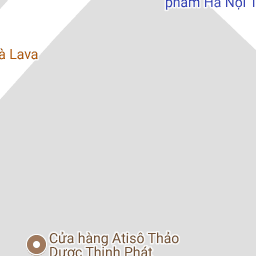 phẩm Hà Nội
à Lava
Cửa hàng Atisô Thảo
Dược Thịnh Phát